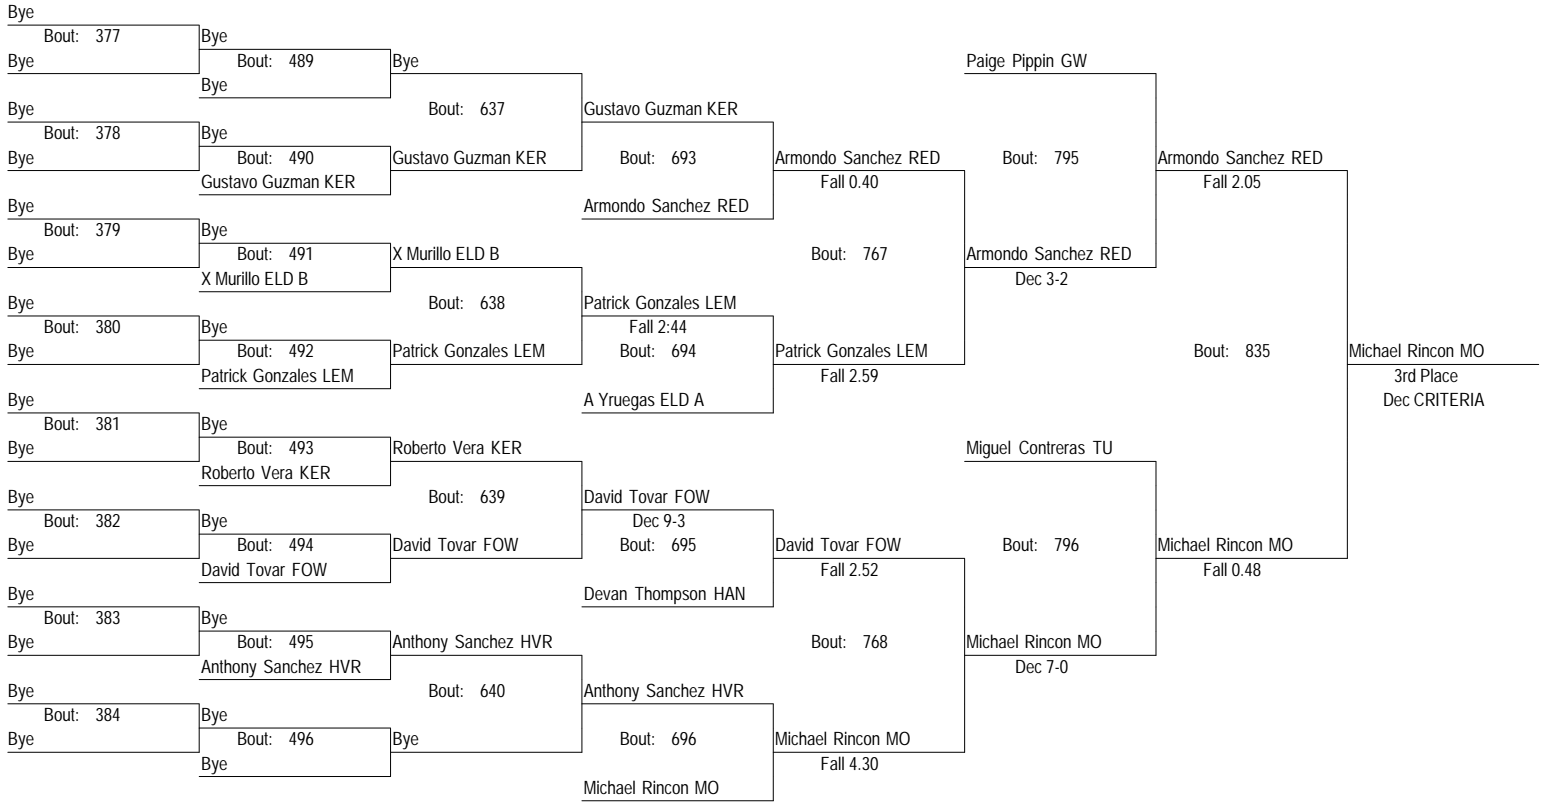 Bye
Bout: 377
Bye
Bye
Bout: 489
Bye
Bye
Bye
Bout: 378
Bye
Bye
Bout: 490
Gustavo Guzman KER
Bout: 637
Gustavo Guzman KER
Bye
Bout: 379
Bye
Bye
Bout: 491
X Murillo ELD B
X Murillo ELD B
Bye
Bout: 380
Bye
Bye
Bout: 492
Patrick Gonzales LEM
Bout: 638
Patrick Gonzales LEM
Bye
Bout: 381
Bye
Bye
Bout: 493
Roberto Vera KER
Roberto Vera KER
Bye
Bout: 382
Bye
Bye
Bout: 494
David Tovar FOW
Bout: 639
David Tovar FOW
Bye
Bout: 383
Bye
Bye
Bout: 495
Anthony Sanchez HVR
Anthony Sanchez HVR
Bye
Bout: 384
Bye
Bye
Bout: 496
Bye
Bout: 640
Bye
Gustavo Guzman KER
Bout: 693
Armondo Sanchez RED
Patrick Gonzales LEM
Fall 2:44
Bout: 694
A Yruegas ELD A
David Tovar FOW
Dec 9-3
Bout: 695
Devan Thompson HAN
Anthony Sanchez HVR
Bout: 696
Michael Rincon MO
Armondo Sanchez RED
Fall 0.40
Bout: 767
Patrick Gonzales LEM
Fall 2.59
David Tovar FOW
Fall 2.52
Bout: 768
Michael Rincon MO
Fall 4.30
Paige Pippin GW
Bout: 795
Armondo Sanchez RED
Dec 3-2
Miguel Contreras TU
Bout: 796
Michael Rincon MO
Dec 7-0
Armondo Sanchez RED
Fall 2.05
Bout: 835
Michael Rincon MO
Fall 0.48
Michael Rincon MO
3rd Place
Dec CRITERIA